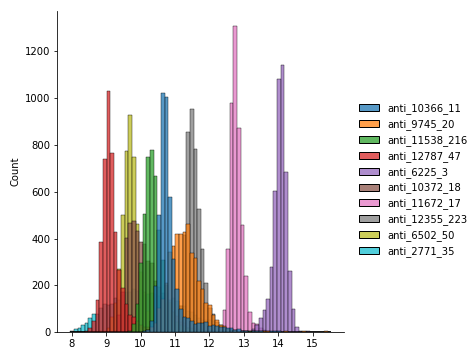 1200
1000
800
600
400
200
0
Count
8 9 10 11 12 13 14 15
anti_10366_11
anti_9745_20
anti_11538_216
anti_12787_47
anti_6225_3
anti_10372_18
anti_11672_17
anti_12355_223
anti_6502_50
anti_2771_35